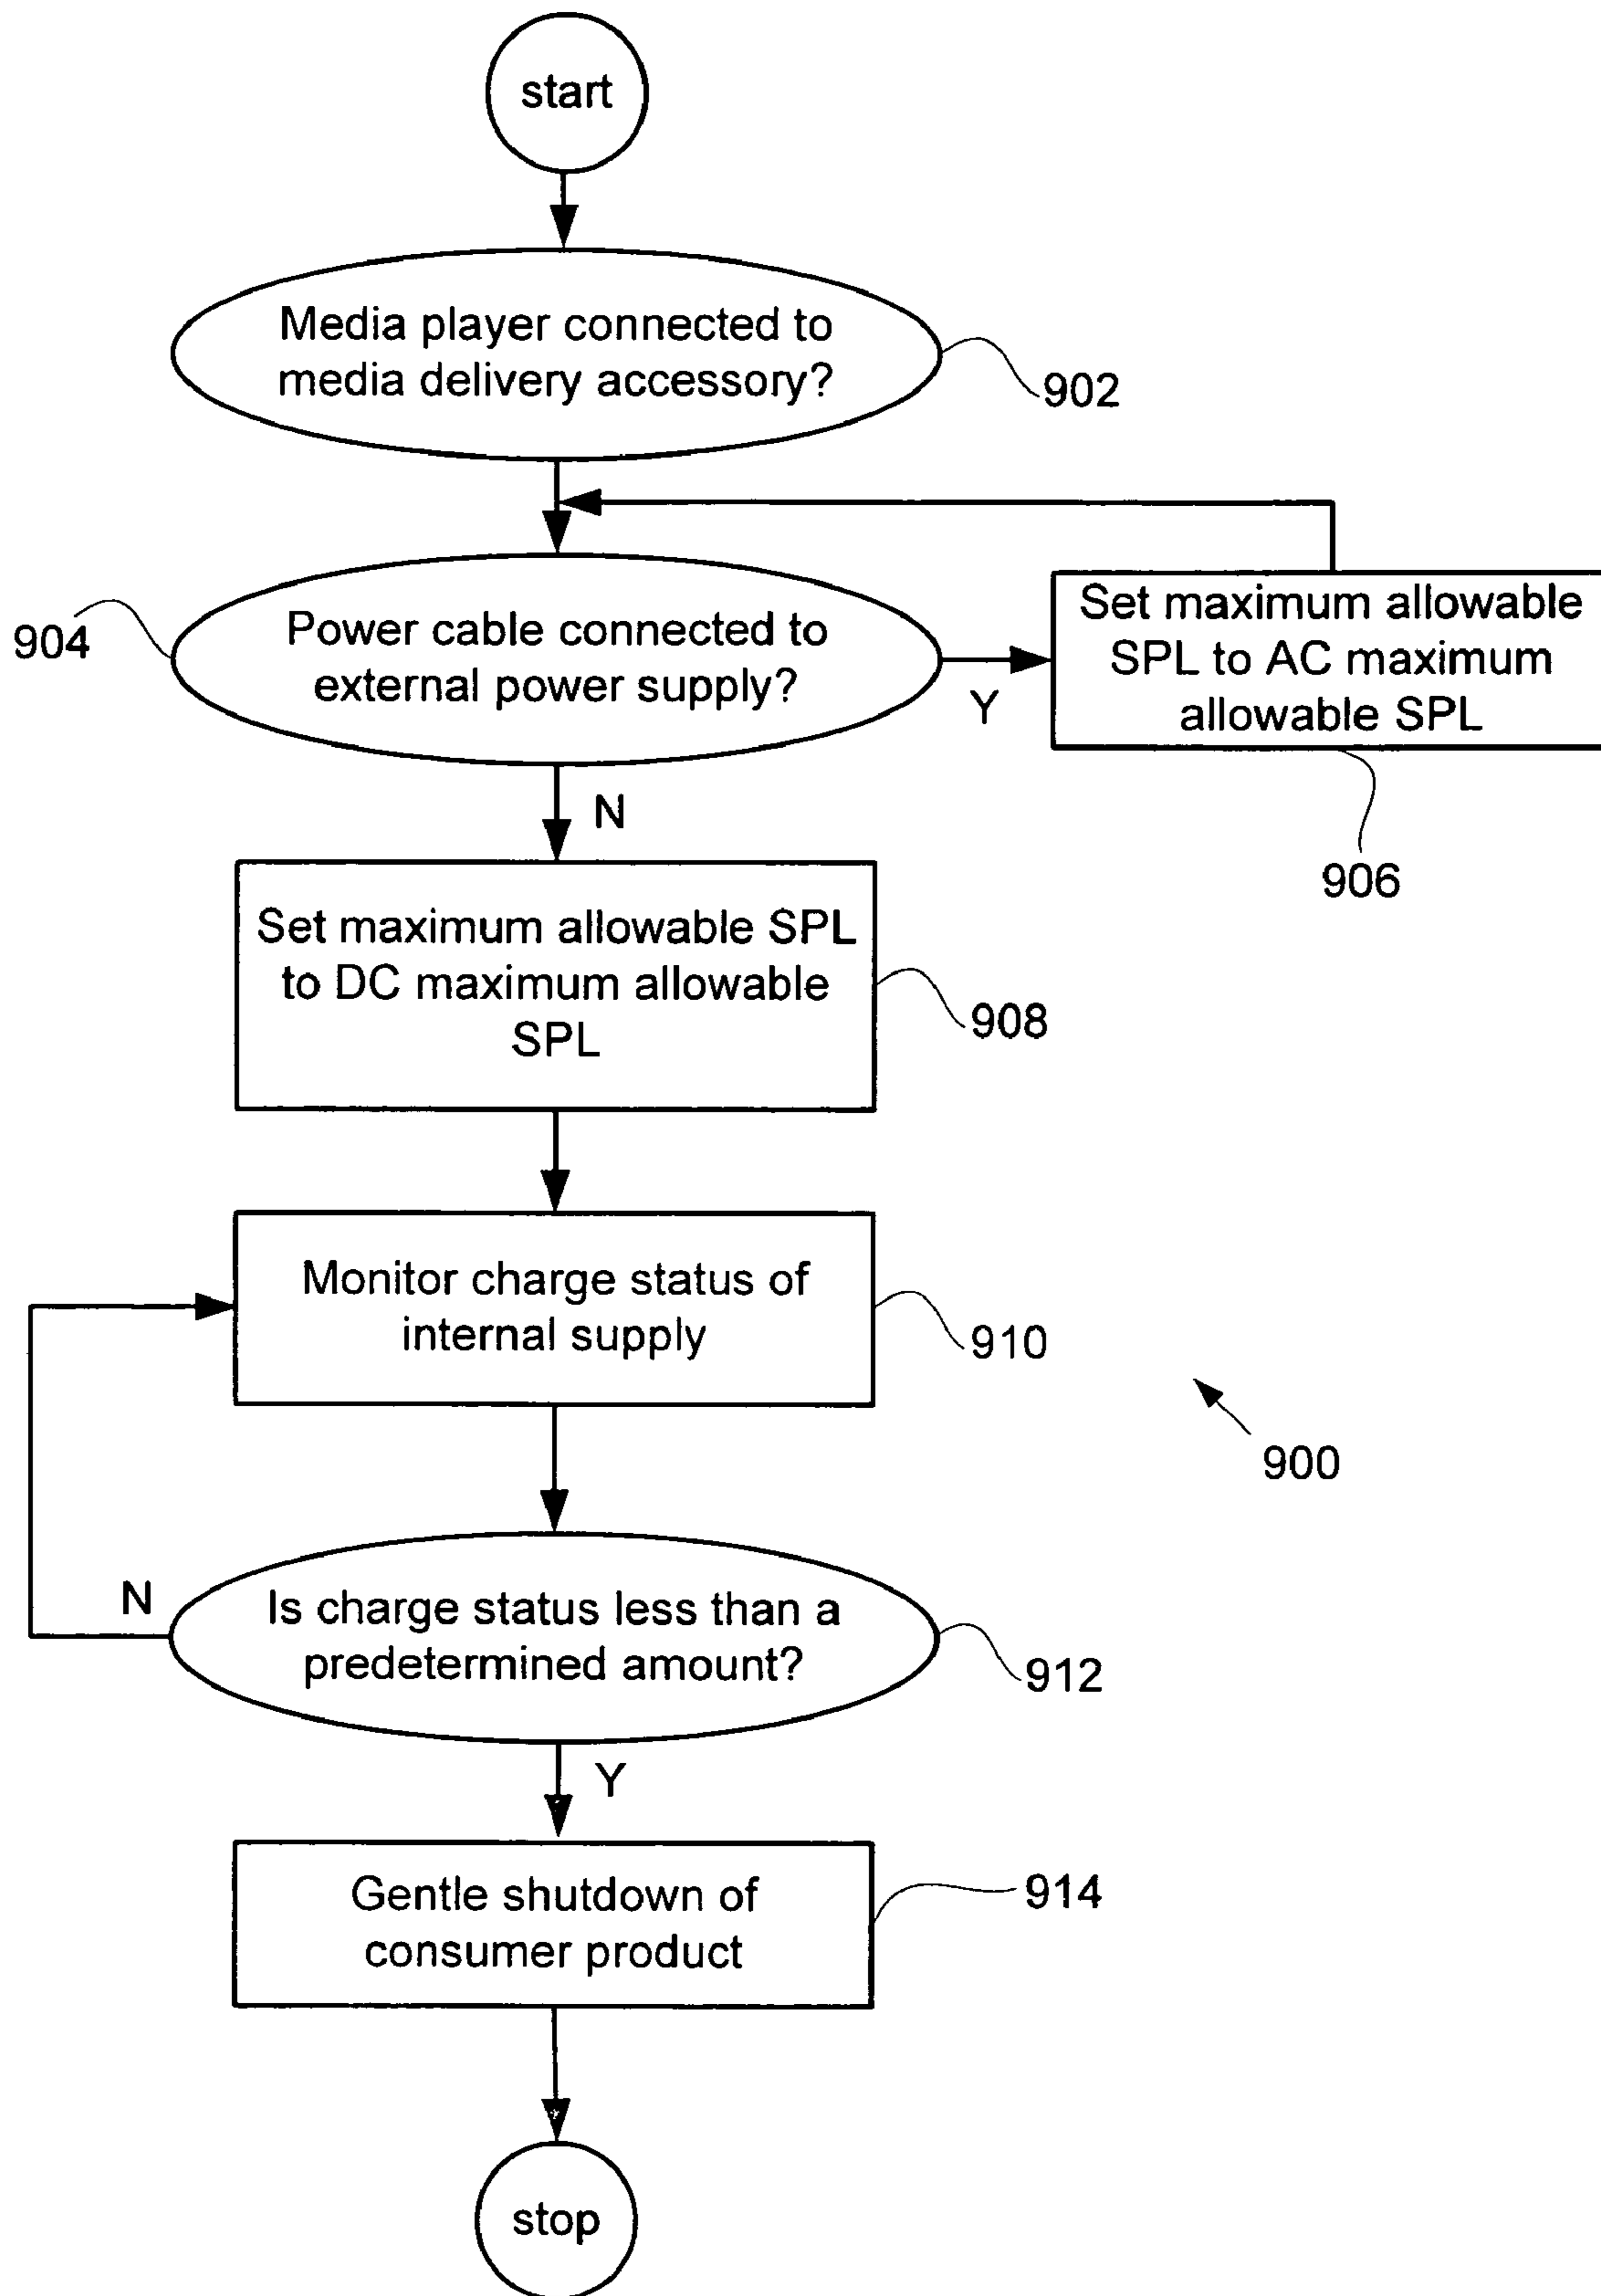 start
Media player connected to
media delivery accessory?
902
Power cable connected to
external power supply?
904
Y
Set maximum allowable
SPL to AC maximum
allowable SPL
906
N
Set maximum allowable SPL
to DC maximum allowable
SPL
908
Monitor charge status of
internal supply
910
900
N
Is charge status less than a
predetermined amount?
912
Y
Gentle shutdown of
consumer product
914
stop